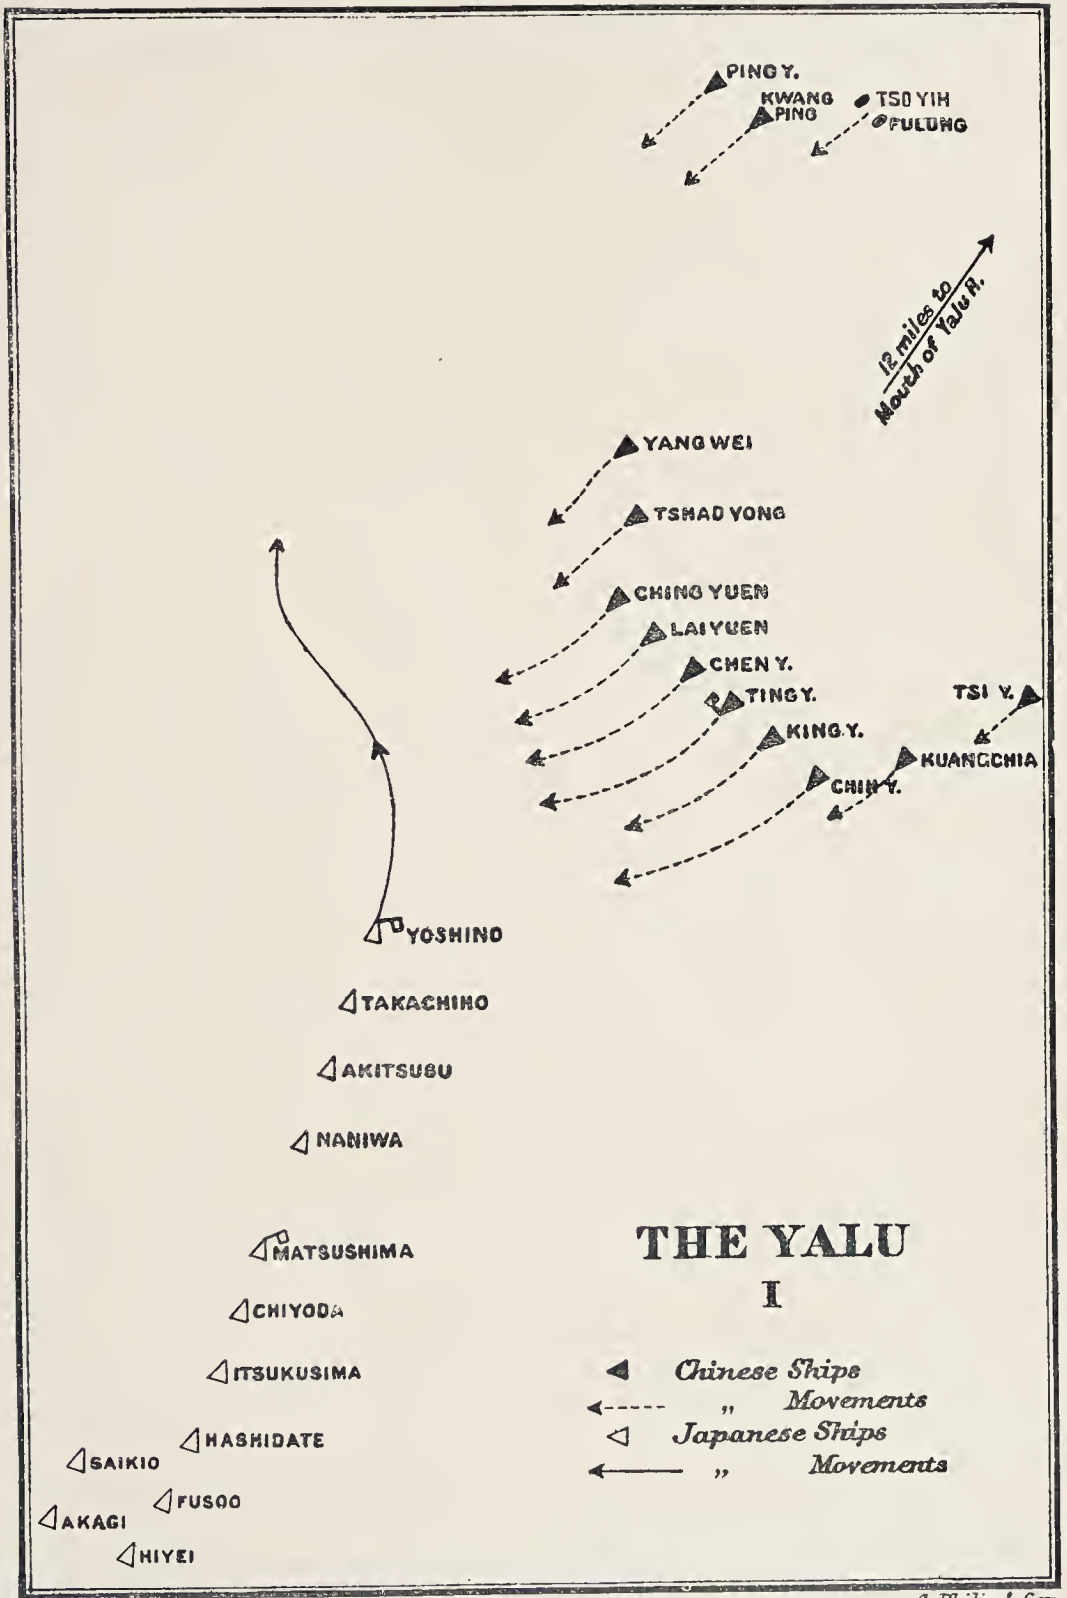 PING Y.
KWANG
PING
TSO YIH
FULUNG
12 miles to
Mouth of Yalu R.
YANG WEI
TSHAO YONG
CHING YUEN
LAI YUEN
CHEN Y.
TING Y.
TSI Y.
KING Y.
KUANGCHIA
CHIH Y.
YOSHINO
TAKACHIHO
AKITSUSU
NANIWA
MATSUSHIMA
CHIYODA
ITSUKUSIMA
HASHIDATE
SAIKIO
FUSOO
AKAGI
HIYEI
THE YALU
I
Chinese Ships
„ Movements
Japanese Ships
„ Movements